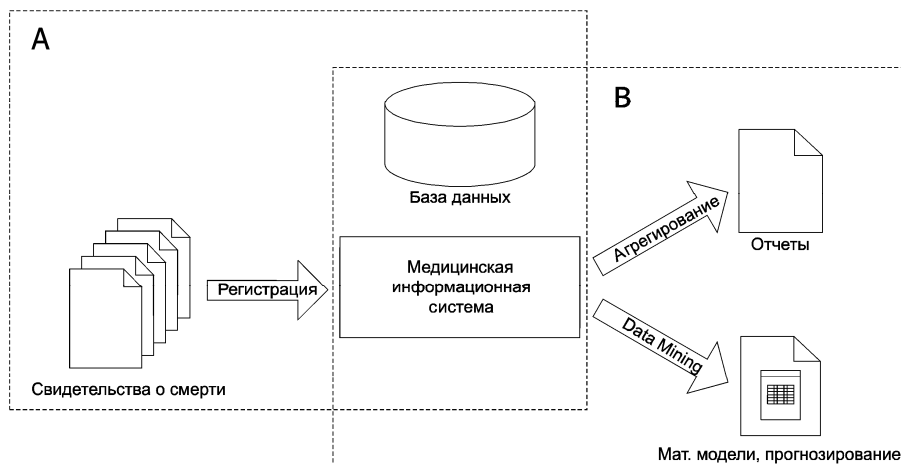 A
B
База данных
Свидетельства о смерти
Регистрация
Медицинская
информационная
система
Агрегирование
Отчеты
Data Mining
Мат. модели, прогнозирование